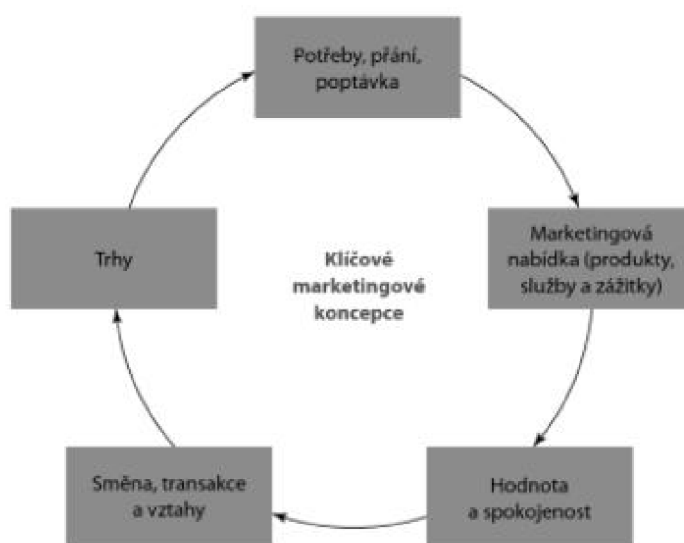 Potřeby, přání,
poptávka
Marketingová
nabídka (produkty,
služby a zážitky)
Hodnota
a spokojenost
Směna, transakce
a vztahy
Trhy
Klíčové
marketingové
koncepce